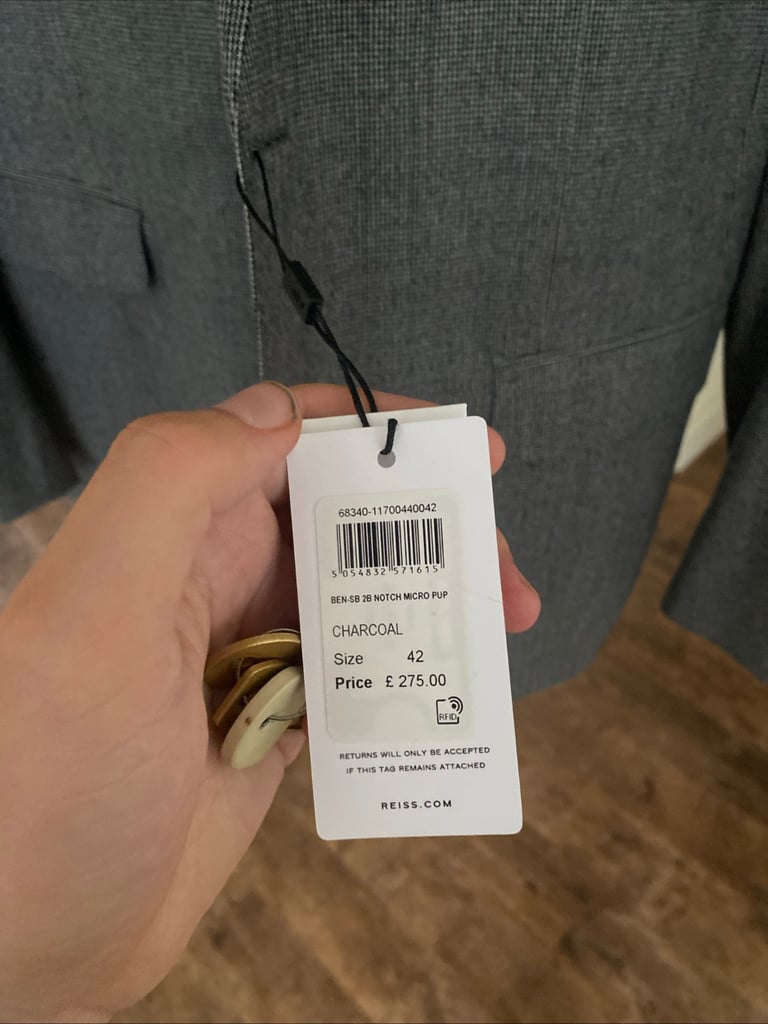 68340-11700440042
5 054832 571615
BEN-SB 2B NOTCH MICRO PUP
CHARCOAL
Size 42
Price £ 275.00
RFID
RETURNS WILL ONLY BE ACCEPTED
IF THIS TAG REMAINS ATTACHED
REISS.COM